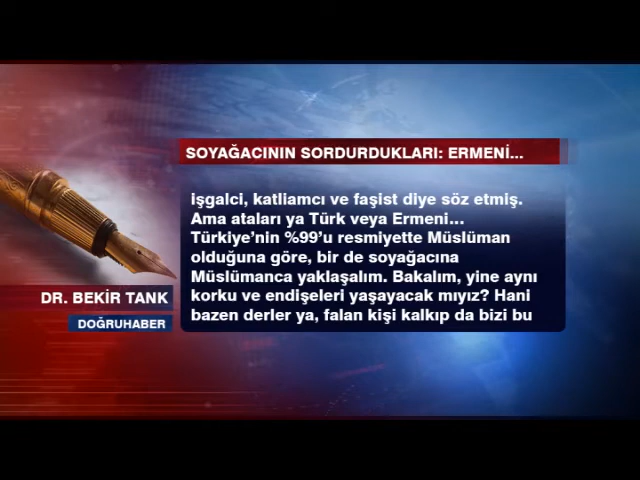 SOYAĞACININ SORDURDUKLARI: ERMENİ...
işgalci, katliamcı ve faşist diye söz etmiş.
Ama ataları ya Türk veya Ermeni...
Türkiye'nin %99'u resmiyette Müslüman
olduğuna göre, bir de soyağacına
Müslümanca yaklaşalım. Bakalım, yine aynı
korku ve endişeleri yaşayacak mıyız? Hani
bazen derler ya, falan kişi kalkıp da bizi bu
DR. BEKİR TANK
DOĞRUHABER